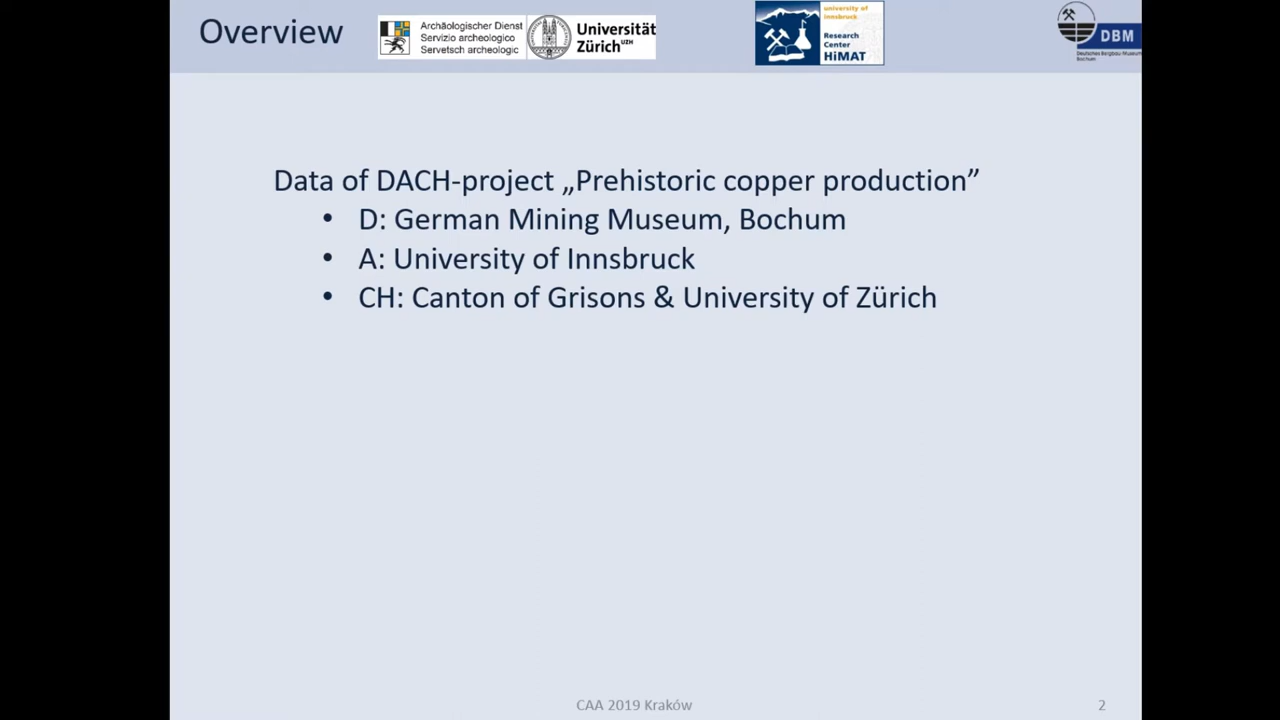 Overview
Archäologischer Dienst
Servizio archeologico
Servetsch archeologic
Universität
Zürich UZH
university of
innsbruck
Research
Center
HiMAT
DBM
Deutsches Bergbau-Museum
Bochum
Data of DACH-project „Prehistoric copper production”
• D: German Mining Museum, Bochum
• A: University of Innsbruck
• CH: Canton of Grisons & University of Zürich
CAA 2019 Kraków
2